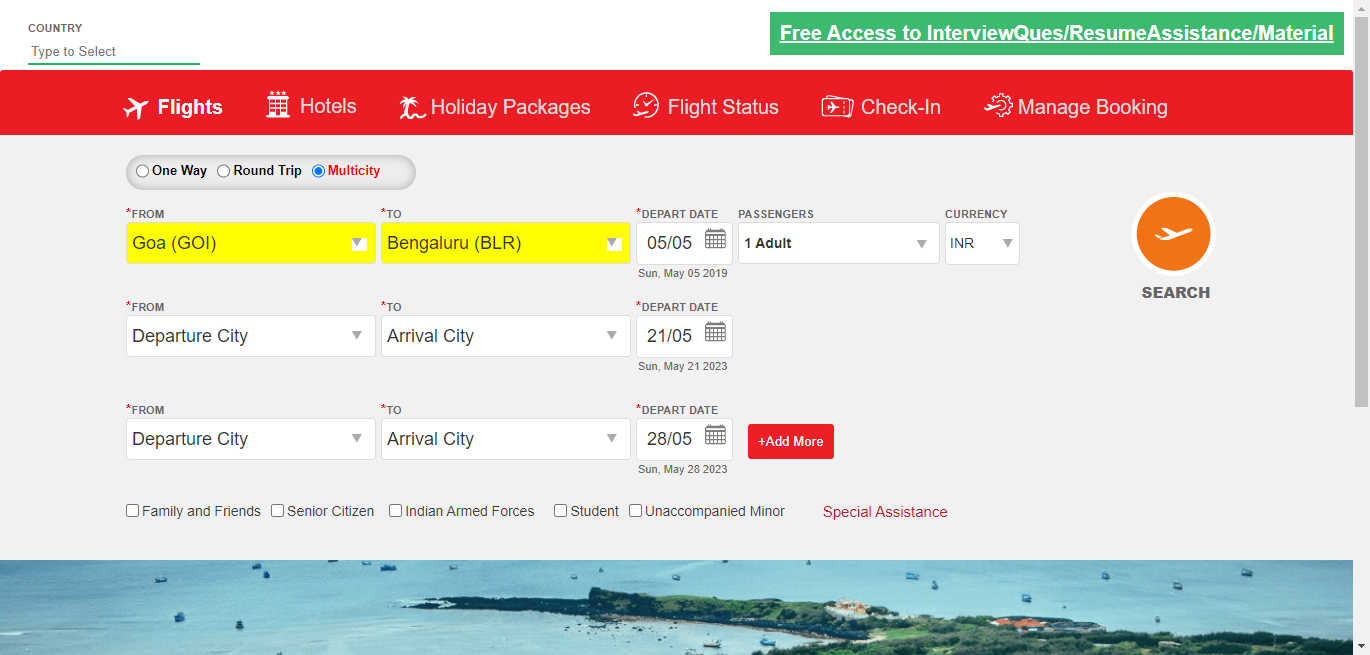 COUNTRY
Type to Select
Free Access to InterviewQues/ResumeAssistance/Material
Flights Hotels Holiday Packages Flight Status Check-In Manage Booking
One Way Round Trip Multicity
*FROM *TO *DEPART DATE PASSENGERS CURRENCY
Goa (GOI) Bengaluru (BLR) 05/05 1 Adult INR
Sun, May 05 2019
SEARCH
*FROM *TO *DEPART DATE
Departure City Arrival City 21/05
Sun, May 21 2023
*FROM *TO *DEPART DATE
Departure City Arrival City 28/05 +Add More
Sun, May 28 2023
Family and Friends Senior Citizen Indian Armed Forces Student Unaccompanied Minor Special Assistance